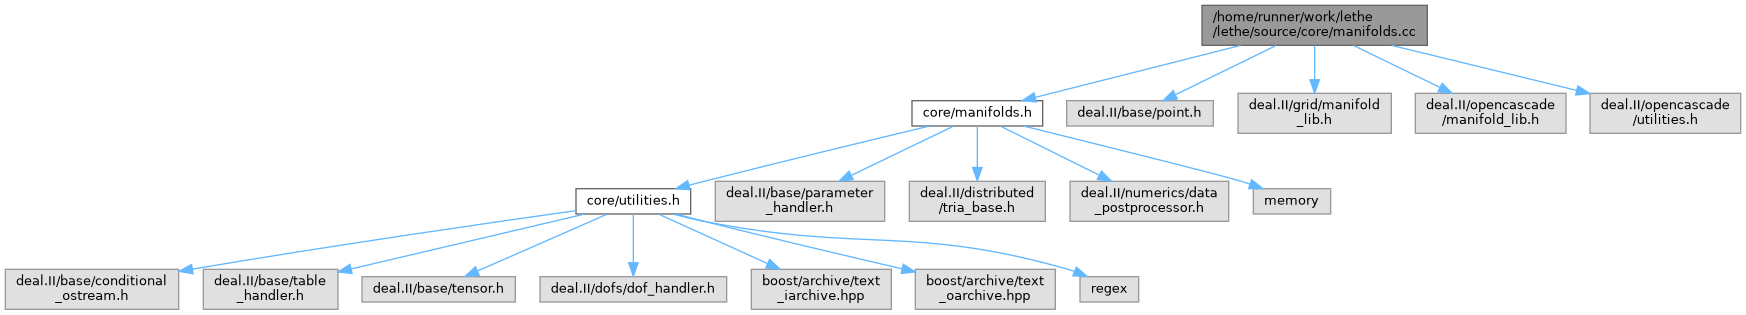 /home/runner/work/lethe
/lethe/source/core/manifolds.cc
core/manifolds.h
deal.II/base/point.h
deal.II/grid/manifold
_lib.h
deal.II/opencascade
/manifold_lib.h
deal.II/opencascade
/utilities.h
core/utilities.h
deal.II/base/parameter
_handler.h
deal.II/distributed
/tria_base.h
deal.II/numerics/data
_postprocessor.h
memory
deal.II/base/conditional
_ostream.h
deal.II/base/table
_handler.h
deal.II/base/tensor.h
deal.II/dofs/dof_handler.h
boost/archive/text
_iarchive.hpp
boost/archive/text
_oarchive.hpp
regex